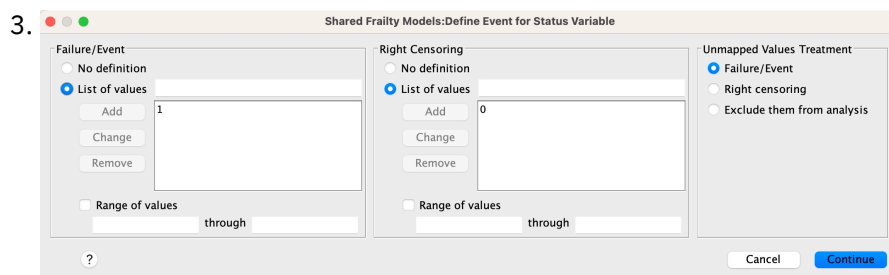 3.
Shared Frailty Models:Define Event for Status Variable
Failure/Event
No definition
List of values
Add
1
Change
Remove
Range of values
through
Right Censoring
No definition
List of values
Add
0
Change
Remove
Range of values
through
Unmapped Values Treatment
Failure/Event
Right censoring
Exclude them from analysis
?
Cancel
Continue